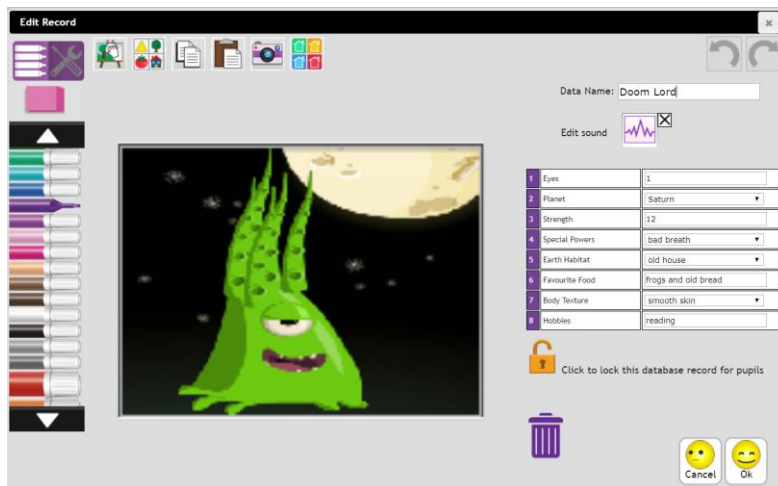 Edit Record
Data Name: Doom Lord
Edit sound
1 Eyes 1
2 Planet Saturn
3 Strength 12
4 Special Powers bad breath
5 Earth Habitat old house
6 Favourite Food frogs and old bread
7 Body Texture smooth skin
8 Hobbies reading
Click to lock this database record for pupils
Cancel Ok